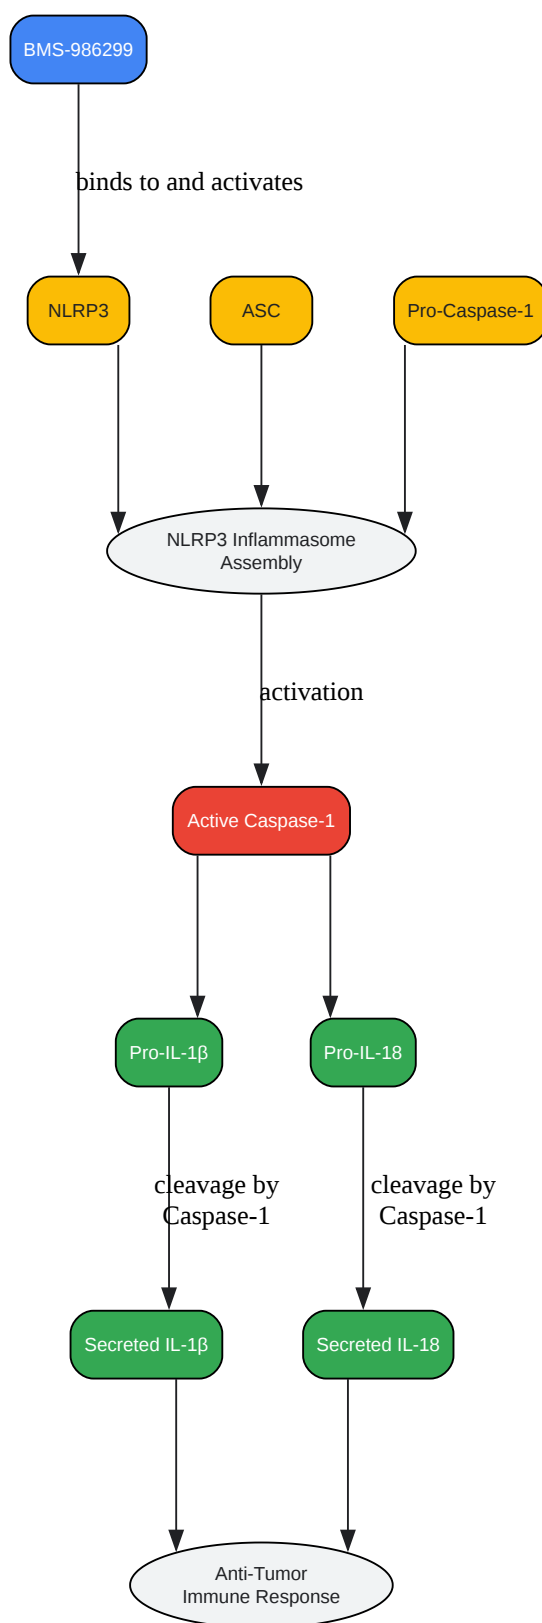 BMS-986299
binds to and activates
NLRP3
ASC
Pro-Caspase-1
NLRP3 Inflammasome
Assembly
activation
Active Caspase-1
Pro-IL-1β
Pro-IL-18
cleavage by
Caspase-1
cleavage by
Caspase-1
Secreted IL-1β
Secreted IL-18
Anti-Tumor
Immune Response